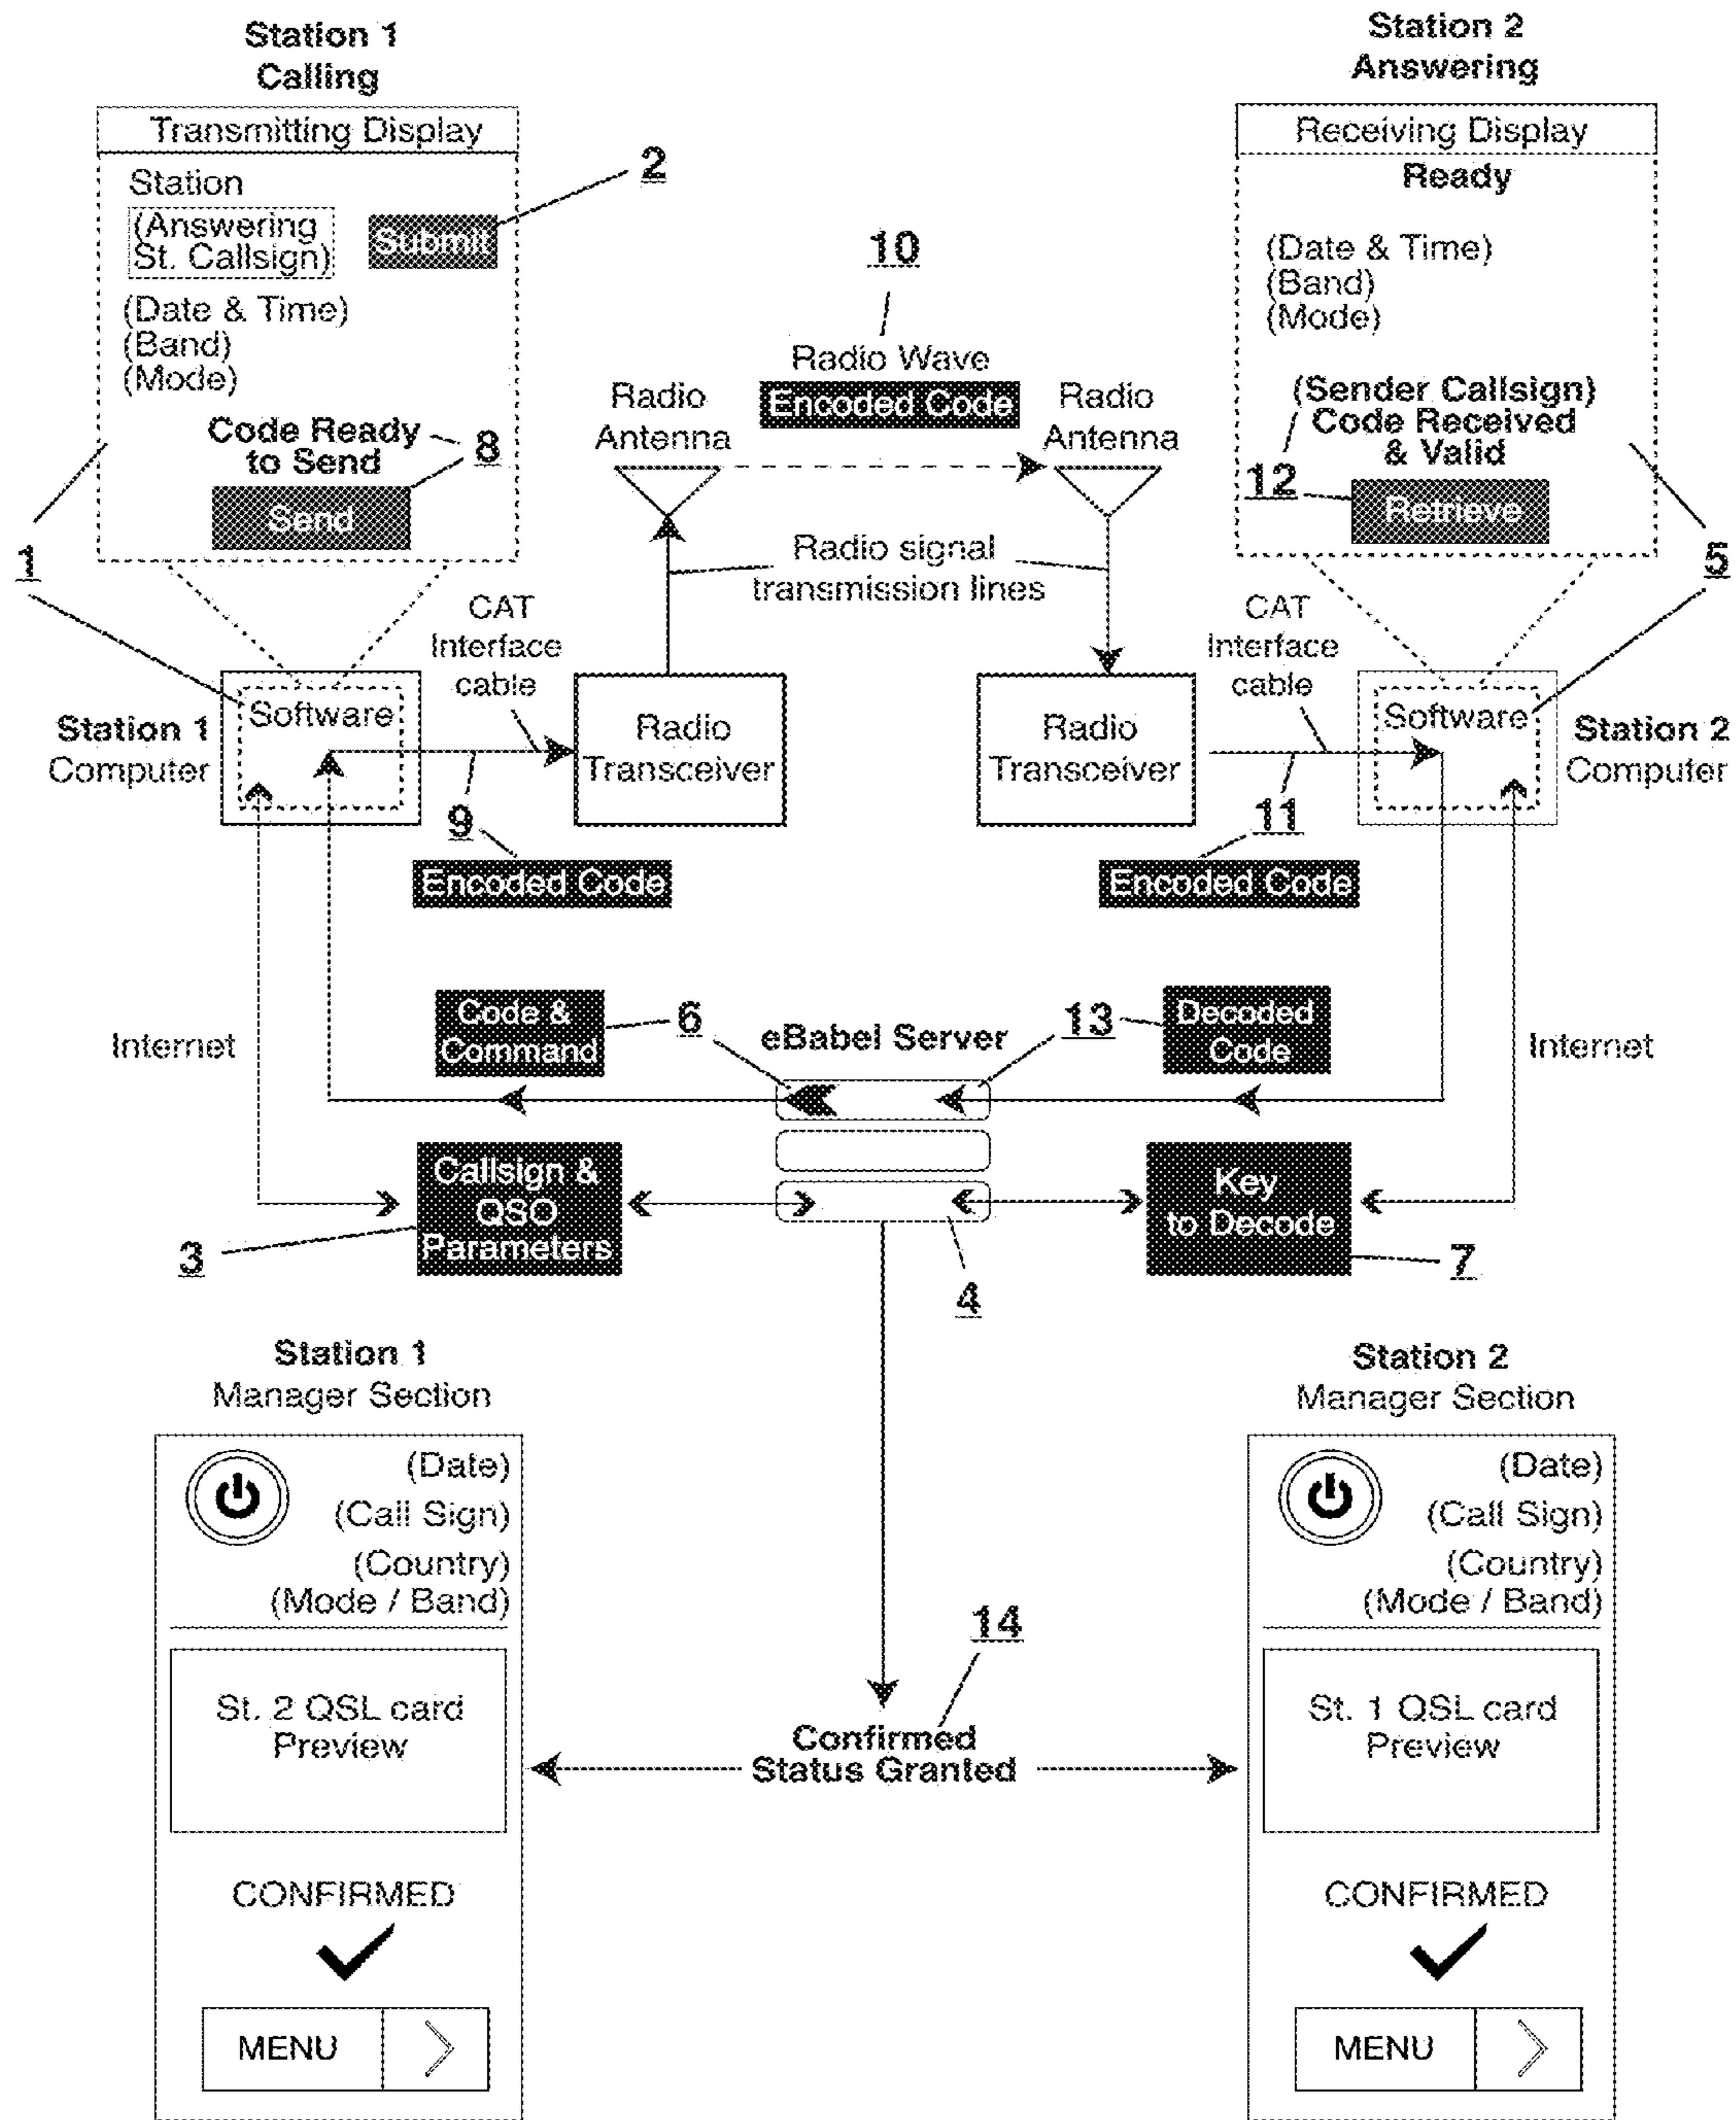 Station 1
Calling
Transmitting Display
Station
(Answering
St. Callsign)
Submit
(Date & Time)
(Band)
(Mode)
Code Ready
to Send
Send
2
8
1
Station 2
Answering
Receiving Display
Ready
(Date & Time)
(Band)
(Mode)
(Sender Callsign)
Code Received
& Valid
Retrieve
12
5
10
Radio Wave
Encoded Code
Radio
Antenna
Radio
Antenna
Radio signal
transmission lines
CAT
Interface
cable
CAT
Interface
cable
Station 1
Computer
Software
Radio
Transceiver
Radio
Transceiver
Software
Station 2
Computer
9
Encoded Code
11
Encoded Code
Internet
Code &
Command
6
eBabel Server
13
Decoded
Code
Internet
Callsign &
QSO
Parameters
3
4
Key
to Decode
7
Station 1
Manager Section
(Date)
(Call Sign)
(Country)
(Mode / Band)
St. 2 QSL card
Preview
CONFIRMED
MENU
14
Confirmed
Status Granted
Station 2
Manager Section
(Date)
(Call Sign)
(Country)
(Mode / Band)
St. 1 QSL card
Preview
CONFIRMED
MENU